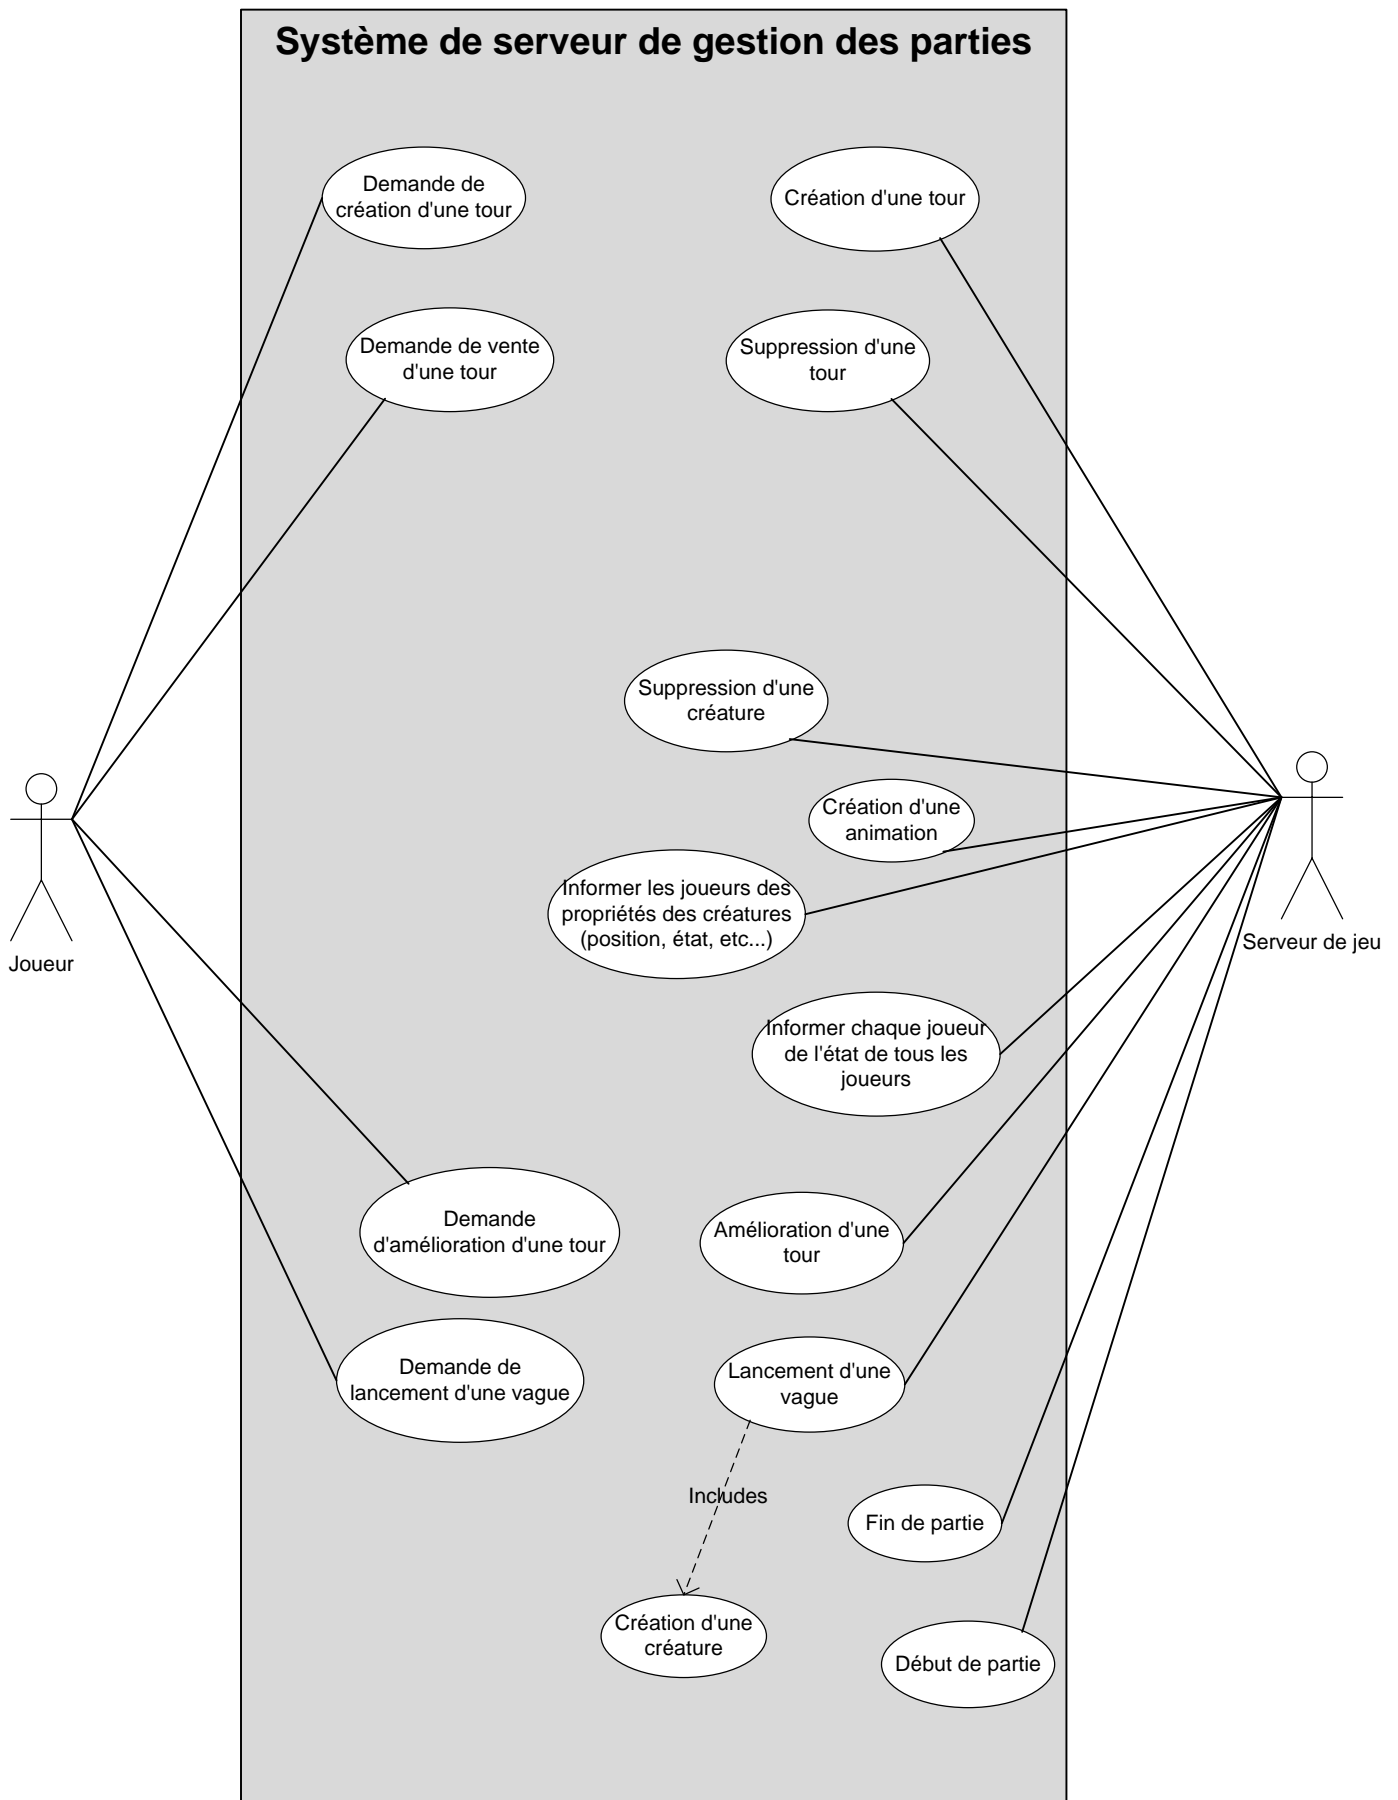 Système de serveur de gestion des parties
Demande de
création d'une tour
Création d'une tour
Demande de vente
d'une tour
Suppression d'une
tour
Suppression d'une
créature
Création d'une
animation
Informer les joueurs des
propriétés des créatures
(position, état, etc...)
Joueur
Serveur de jeu
Informer chaque joueur
de l'état de tous les
joueurs
Demande
d'amélioration d'une tour
Amélioration d'une
tour
Demande de
lancement d'une vague
Lancement d'une
vague
Includes
Fin de partie
Création d'une
créature
Début de partie